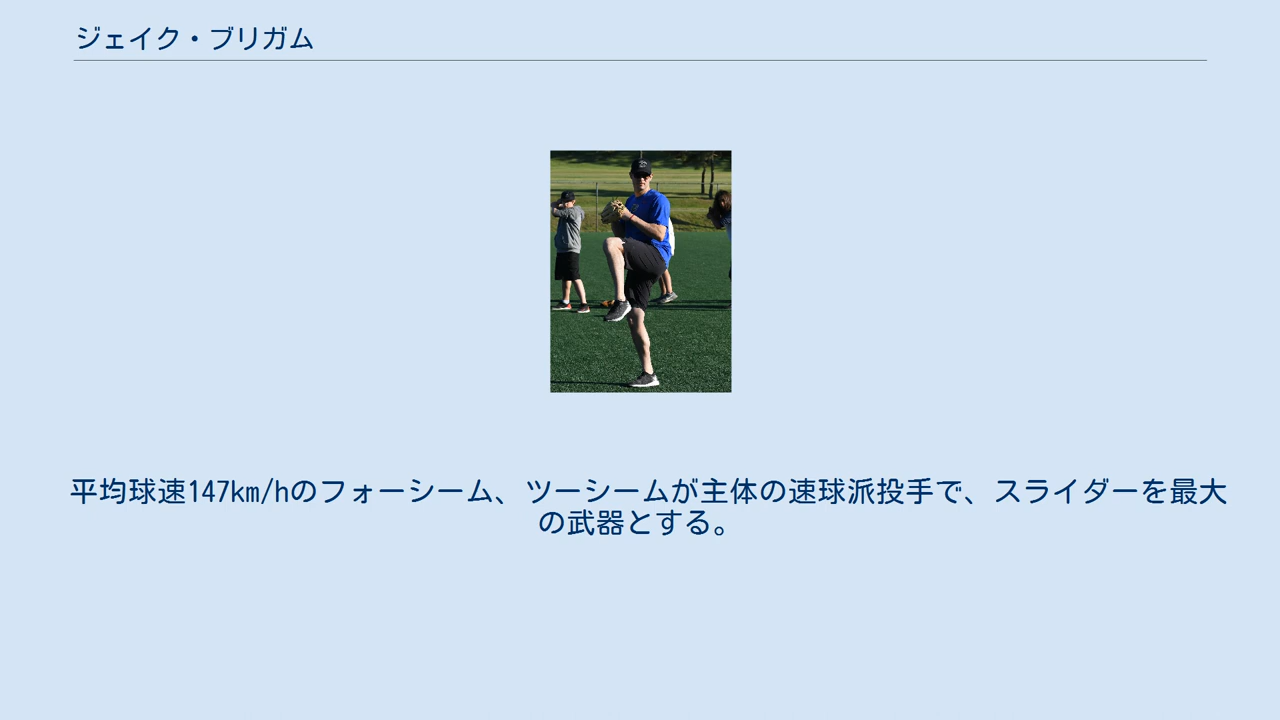 ジェイク・ブリガム
平均球速147km/hのフォーシーム、ツーシームが主体の速球派投手で、スライダーを最大
の武器とする。